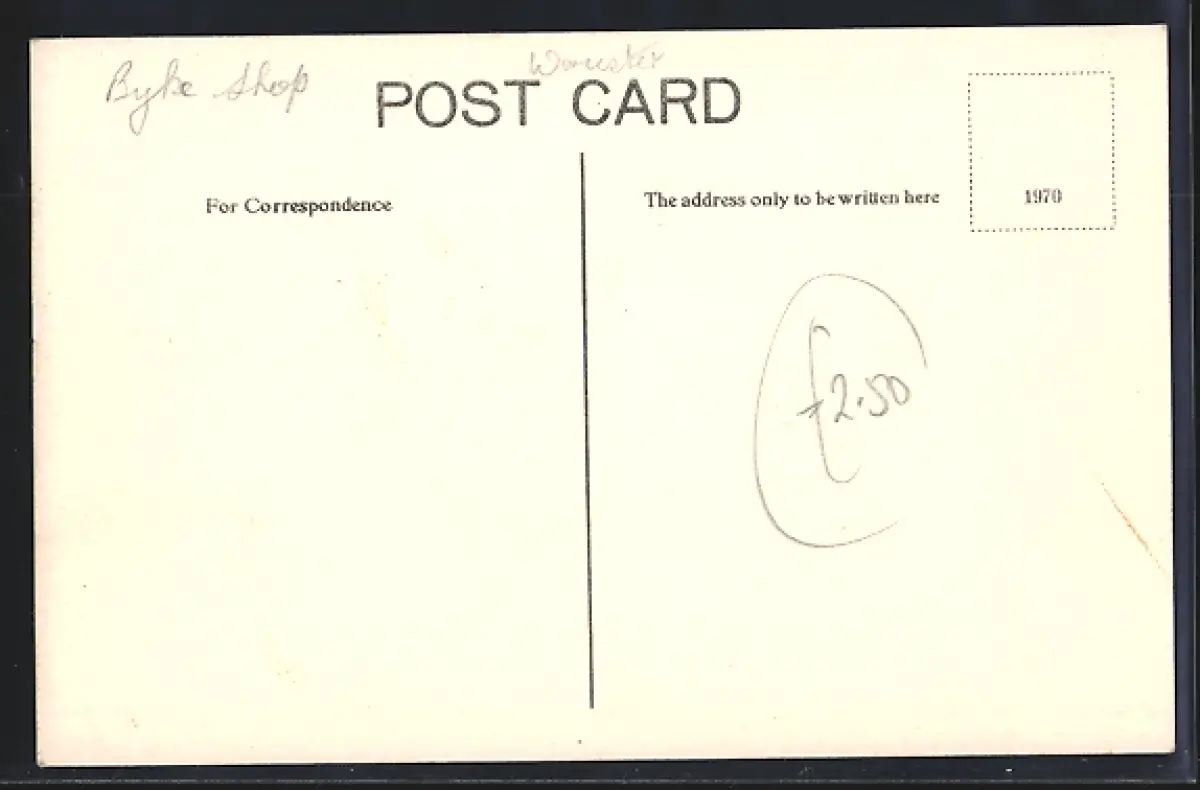 Byke Shop
Worcester
POST CARD
For Correspondence
The address only to be written here
1970
£2.50